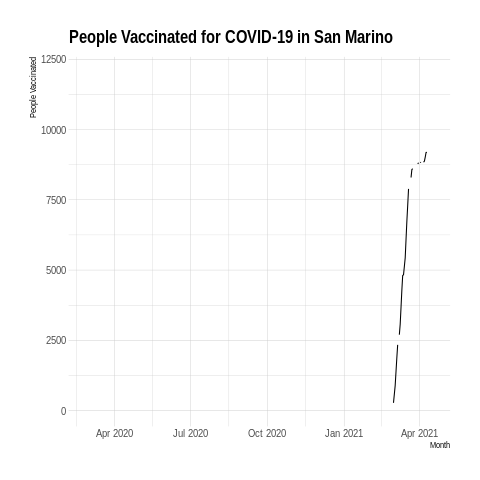 People Vaccinated for COVID-19 in San Marino
People Vaccinated
12500
10000
7500
5000
2500
0
Apr 2020
Jul 2020
Oct 2020
Jan 2021
Apr 2021
Month